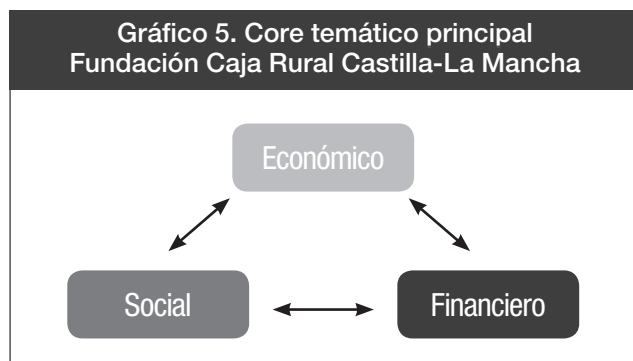 Gráfico 5. Core temático principal
Fundación Caja Rural Castilla-La Mancha
Económico
Social
Financiero